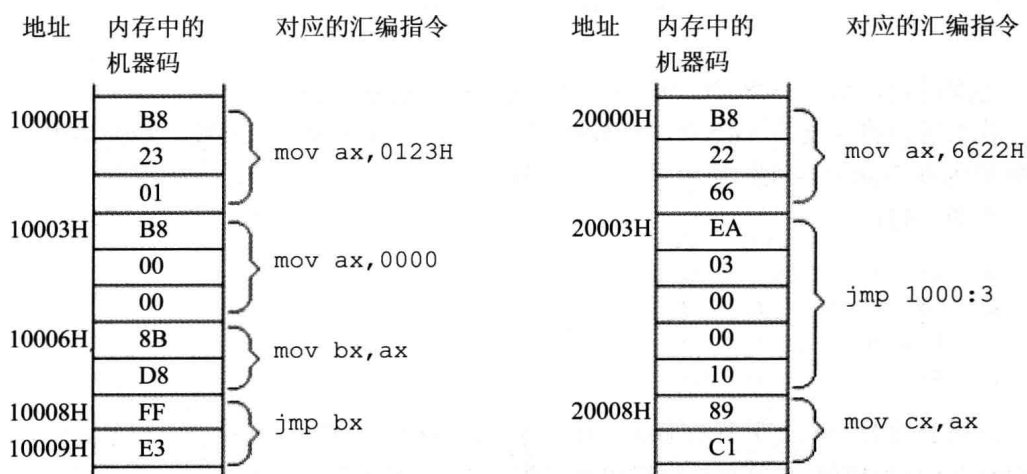 地址 内存中的机器码 对应的汇编指令
10000H B8
23 mov ax,0123H
01
10003H B8
00 mov ax,0000
00
10006H 8B
D8 mov bx,ax
10008H FF
10009H E3 jmp bx
地址 内存中的机器码 对应的汇编指令
20000H B8
22 mov ax,6622H
66
20003H EA
03
00 jmp 1000:3
00
10
20008H 89
C1 mov cx,ax